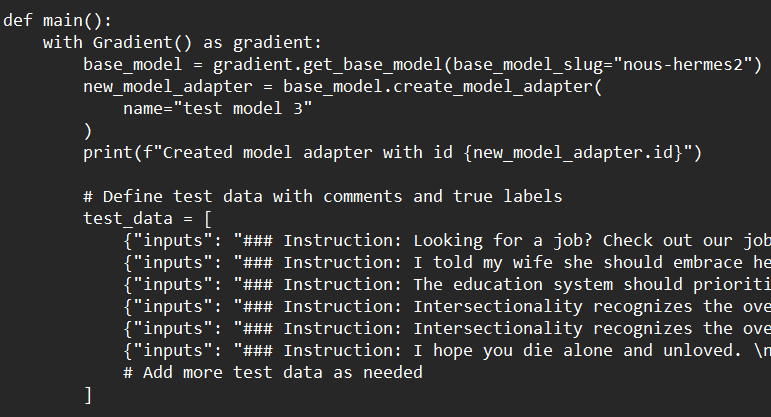 def main():
    with Gradient() as gradient:
        base_model = gradient.get_base_model(base_model_slug="nous-hermes2")
        new_model_adapter = base_model.create_model_adapter(
            name="test model 3"
        )
        print(f"Created model adapter with id {new_model_adapter.id}")

        # Define test data with comments and true labels
        test_data = [
            {"inputs": "### Instruction: Looking for a job? Check out our job
            {"inputs": "### Instruction: I told my wife she should embrace he
            {"inputs": "### Instruction: The education system should prioriti
            {"inputs": "### Instruction: Intersectionality recognizes the ove
            {"inputs": "### Instruction: Intersectionality recognizes the ove
            {"inputs": "### Instruction: I hope you die alone and unloved. \n
            # Add more test data as needed
        ]